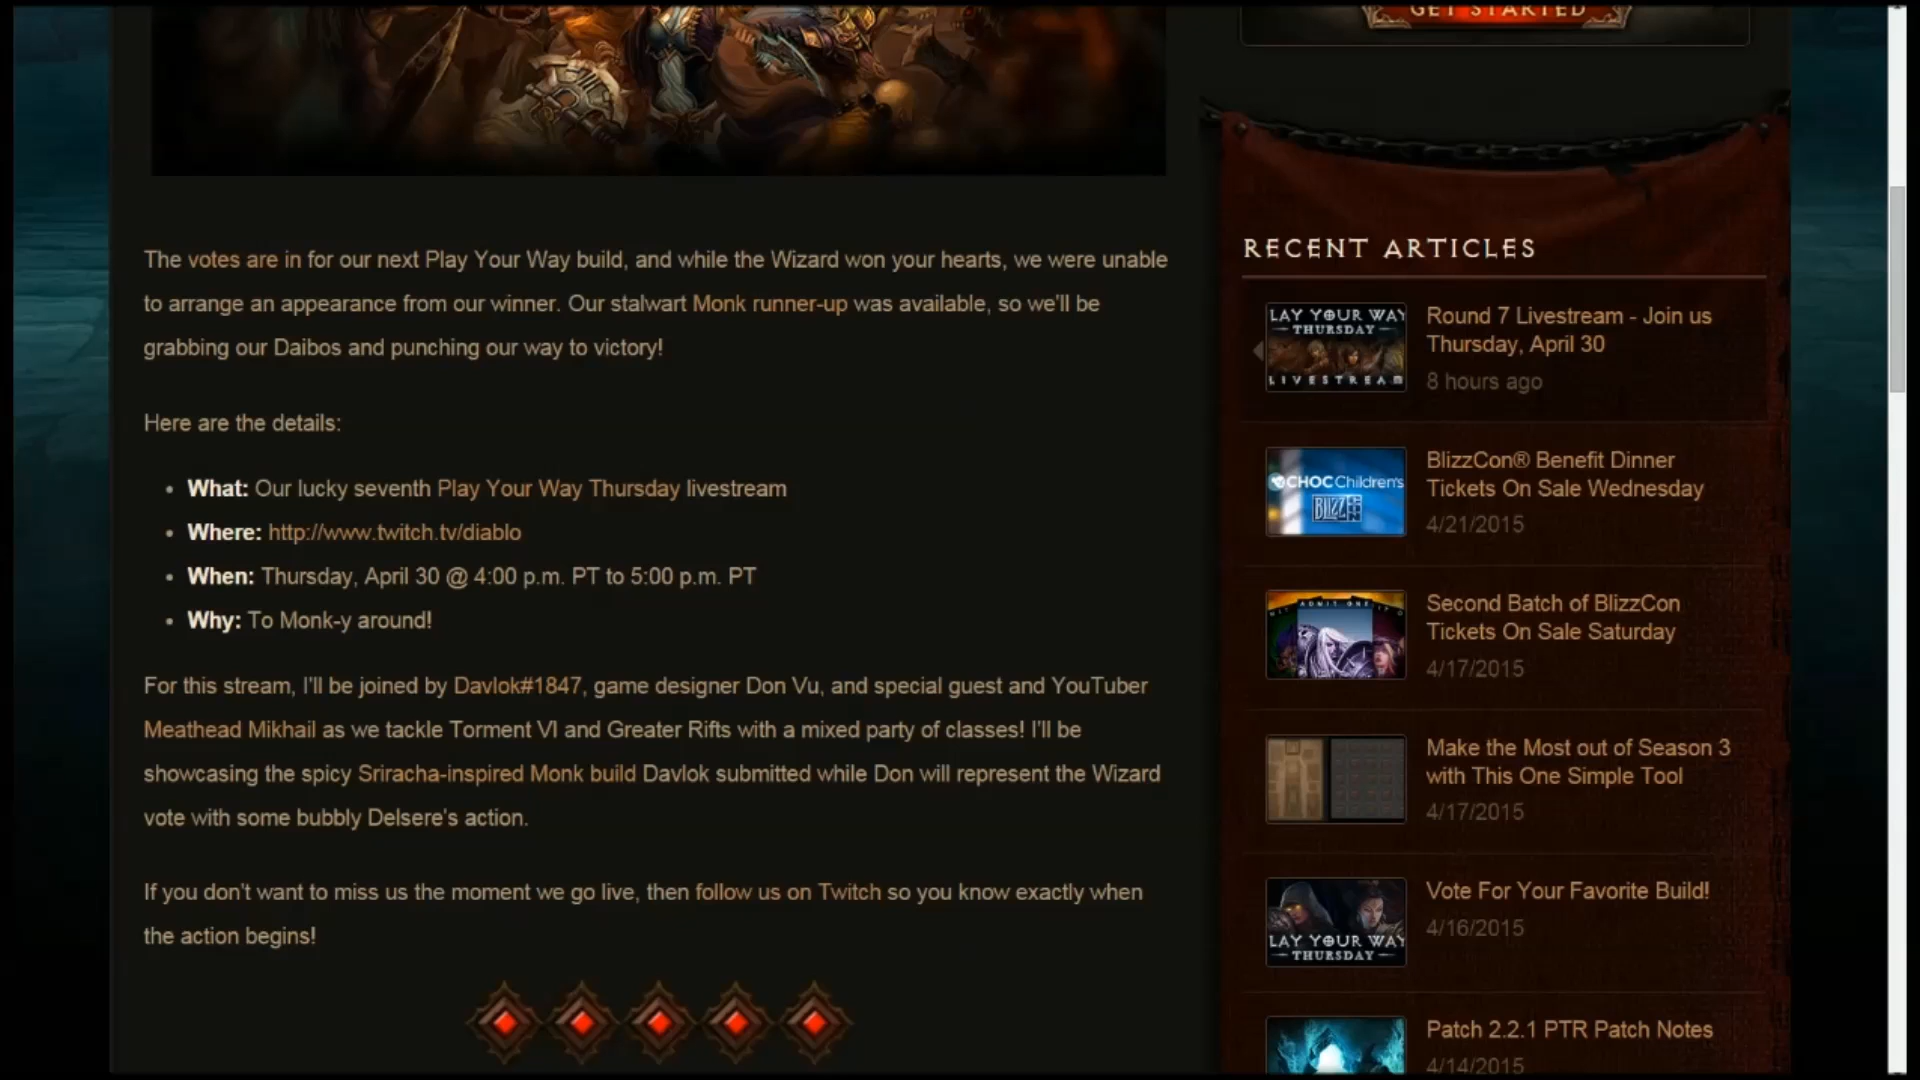 GET STARTED
The votes are in for our next Play Your Way build, and while the Wizard won your hearts, we were unable
to arrange an appearance from our winner. Our stalwart Monk runner-up was available, so we'll be
grabbing our Daibos and punching our way to victory!
Here are the details:
• What: Our lucky seventh Play Your Way Thursday livestream
• Where: http://www.twitch.tv/diablo
• When: Thursday, April 30 @ 4:00 p.m. PT to 5:00 p.m. PT
• Why: To Monk-y around!
For this stream, I'll be joined by Davlok#1847, game designer Don Vu, and special guest and YouTuber
Meathead Mikhail as we tackle Torment VI and Greater Rifts with a mixed party of classes! I'll be
showcasing the spicy Sriracha-inspired Monk build Davlok submitted while Don will represent the Wizard
vote with some bubbly Delsere's action.
If you don't want to miss us the moment we go live, then follow us on Twitch so you know exactly when
the action begins!
RECENT ARTICLES
LAY YOUR WAY
THURSDAY
LIVESTREAM
Round 7 Livestream - Join us
Thursday, April 30
8 hours ago
CHOC Children's
BLIZZ
CON
BlizzCon® Benefit Dinner
Tickets On Sale Wednesday
4/21/2015
ADMIT ONE
Second Batch of BlizzCon
Tickets On Sale Saturday
4/17/2015
Make the Most out of Season 3
with This One Simple Tool
4/17/2015
LAY YOUR WAY
THURSDAY
Vote For Your Favorite Build!
4/16/2015
Patch 2.2.1 PTR Patch Notes
4/14/2015